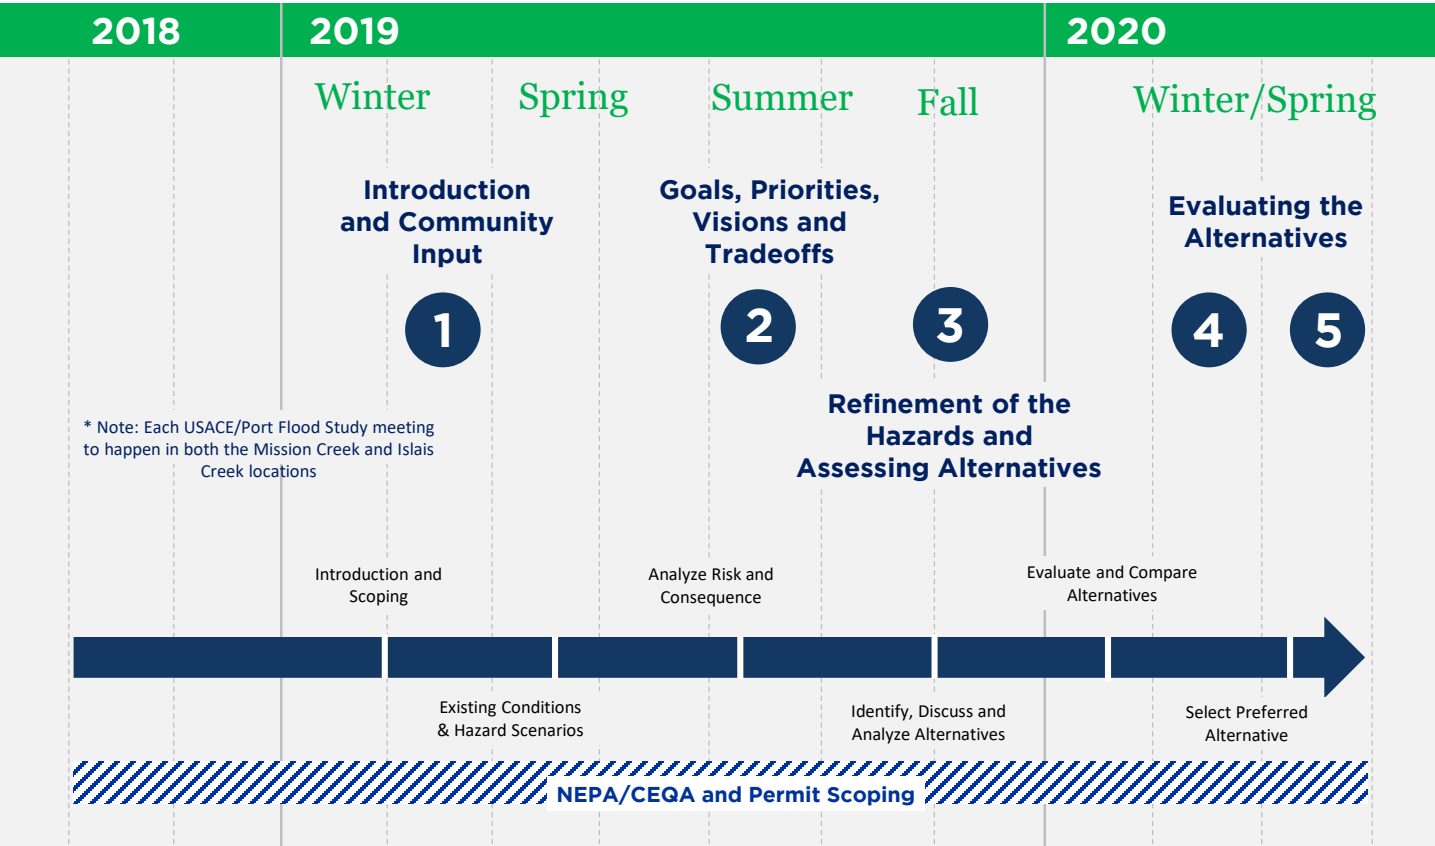 2018
2019
2020
Winter
Spring
Summer
Fall
Winter/Spring
Introduction
and Community
Input
Goals, Priorities,
Visions and
Tradeoffs
Evaluating the
Alternatives
1
2
3
4
5
Refinement of the
Hazards and
Assessing Alternatives
* Note: Each USACE/Port Flood Study meeting
to happen in both the Mission Creek and Islais
Creek locations
Introduction and
Scoping
Analyze Risk and
Consequence
Evaluate and Compare
Alternatives
Existing Conditions
& Hazard Scenarios
Identify, Discuss and
Analyze Alternatives
Select Preferred
Alternative
NEPA/CEQA and Permit Scoping